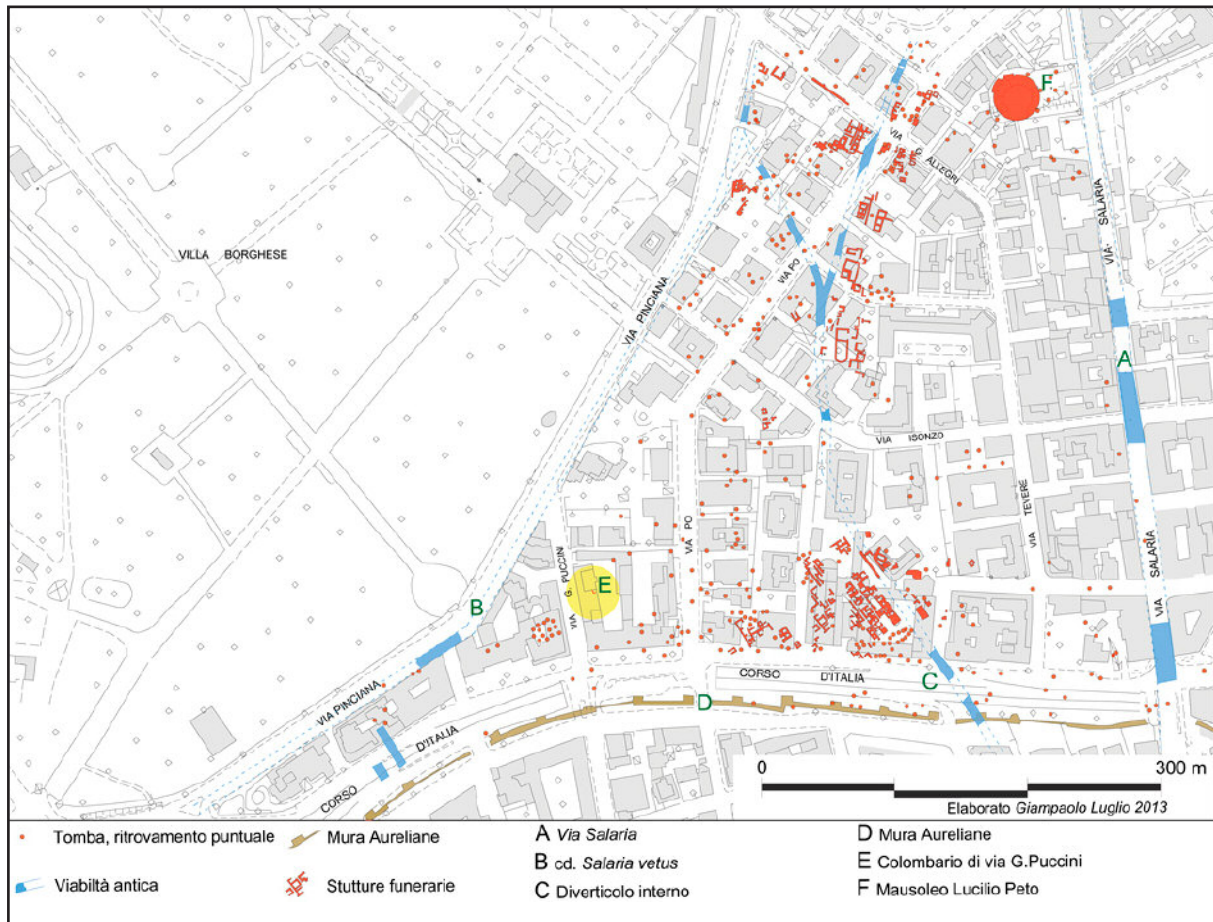 F
VIA C. ALLEGRI
VIA SALARIA
VILLA BORGHESE
VIA PO
VIA PINCIANA
A
VIA ISONZO
VIA TEVERE
VIA PO
VIA G. PUCCINI
E
B
VIA SALARIA
VIA PINCIANA
CORSO D'ITALIA
C
D
CORSO D'ITALIA
0 300 m
Elaborato Giampaolo Luglio 2013
Tomba, ritrovamento puntuale
Viabiltà antica
Mura Aureliane
Stutture funerarie
A Via Salaria
B cd. Salaria vetus
C Diverticolo interno
D Mura Aureliane
E Colombario di via G.Puccini
F Mausoleo Lucilio Peto